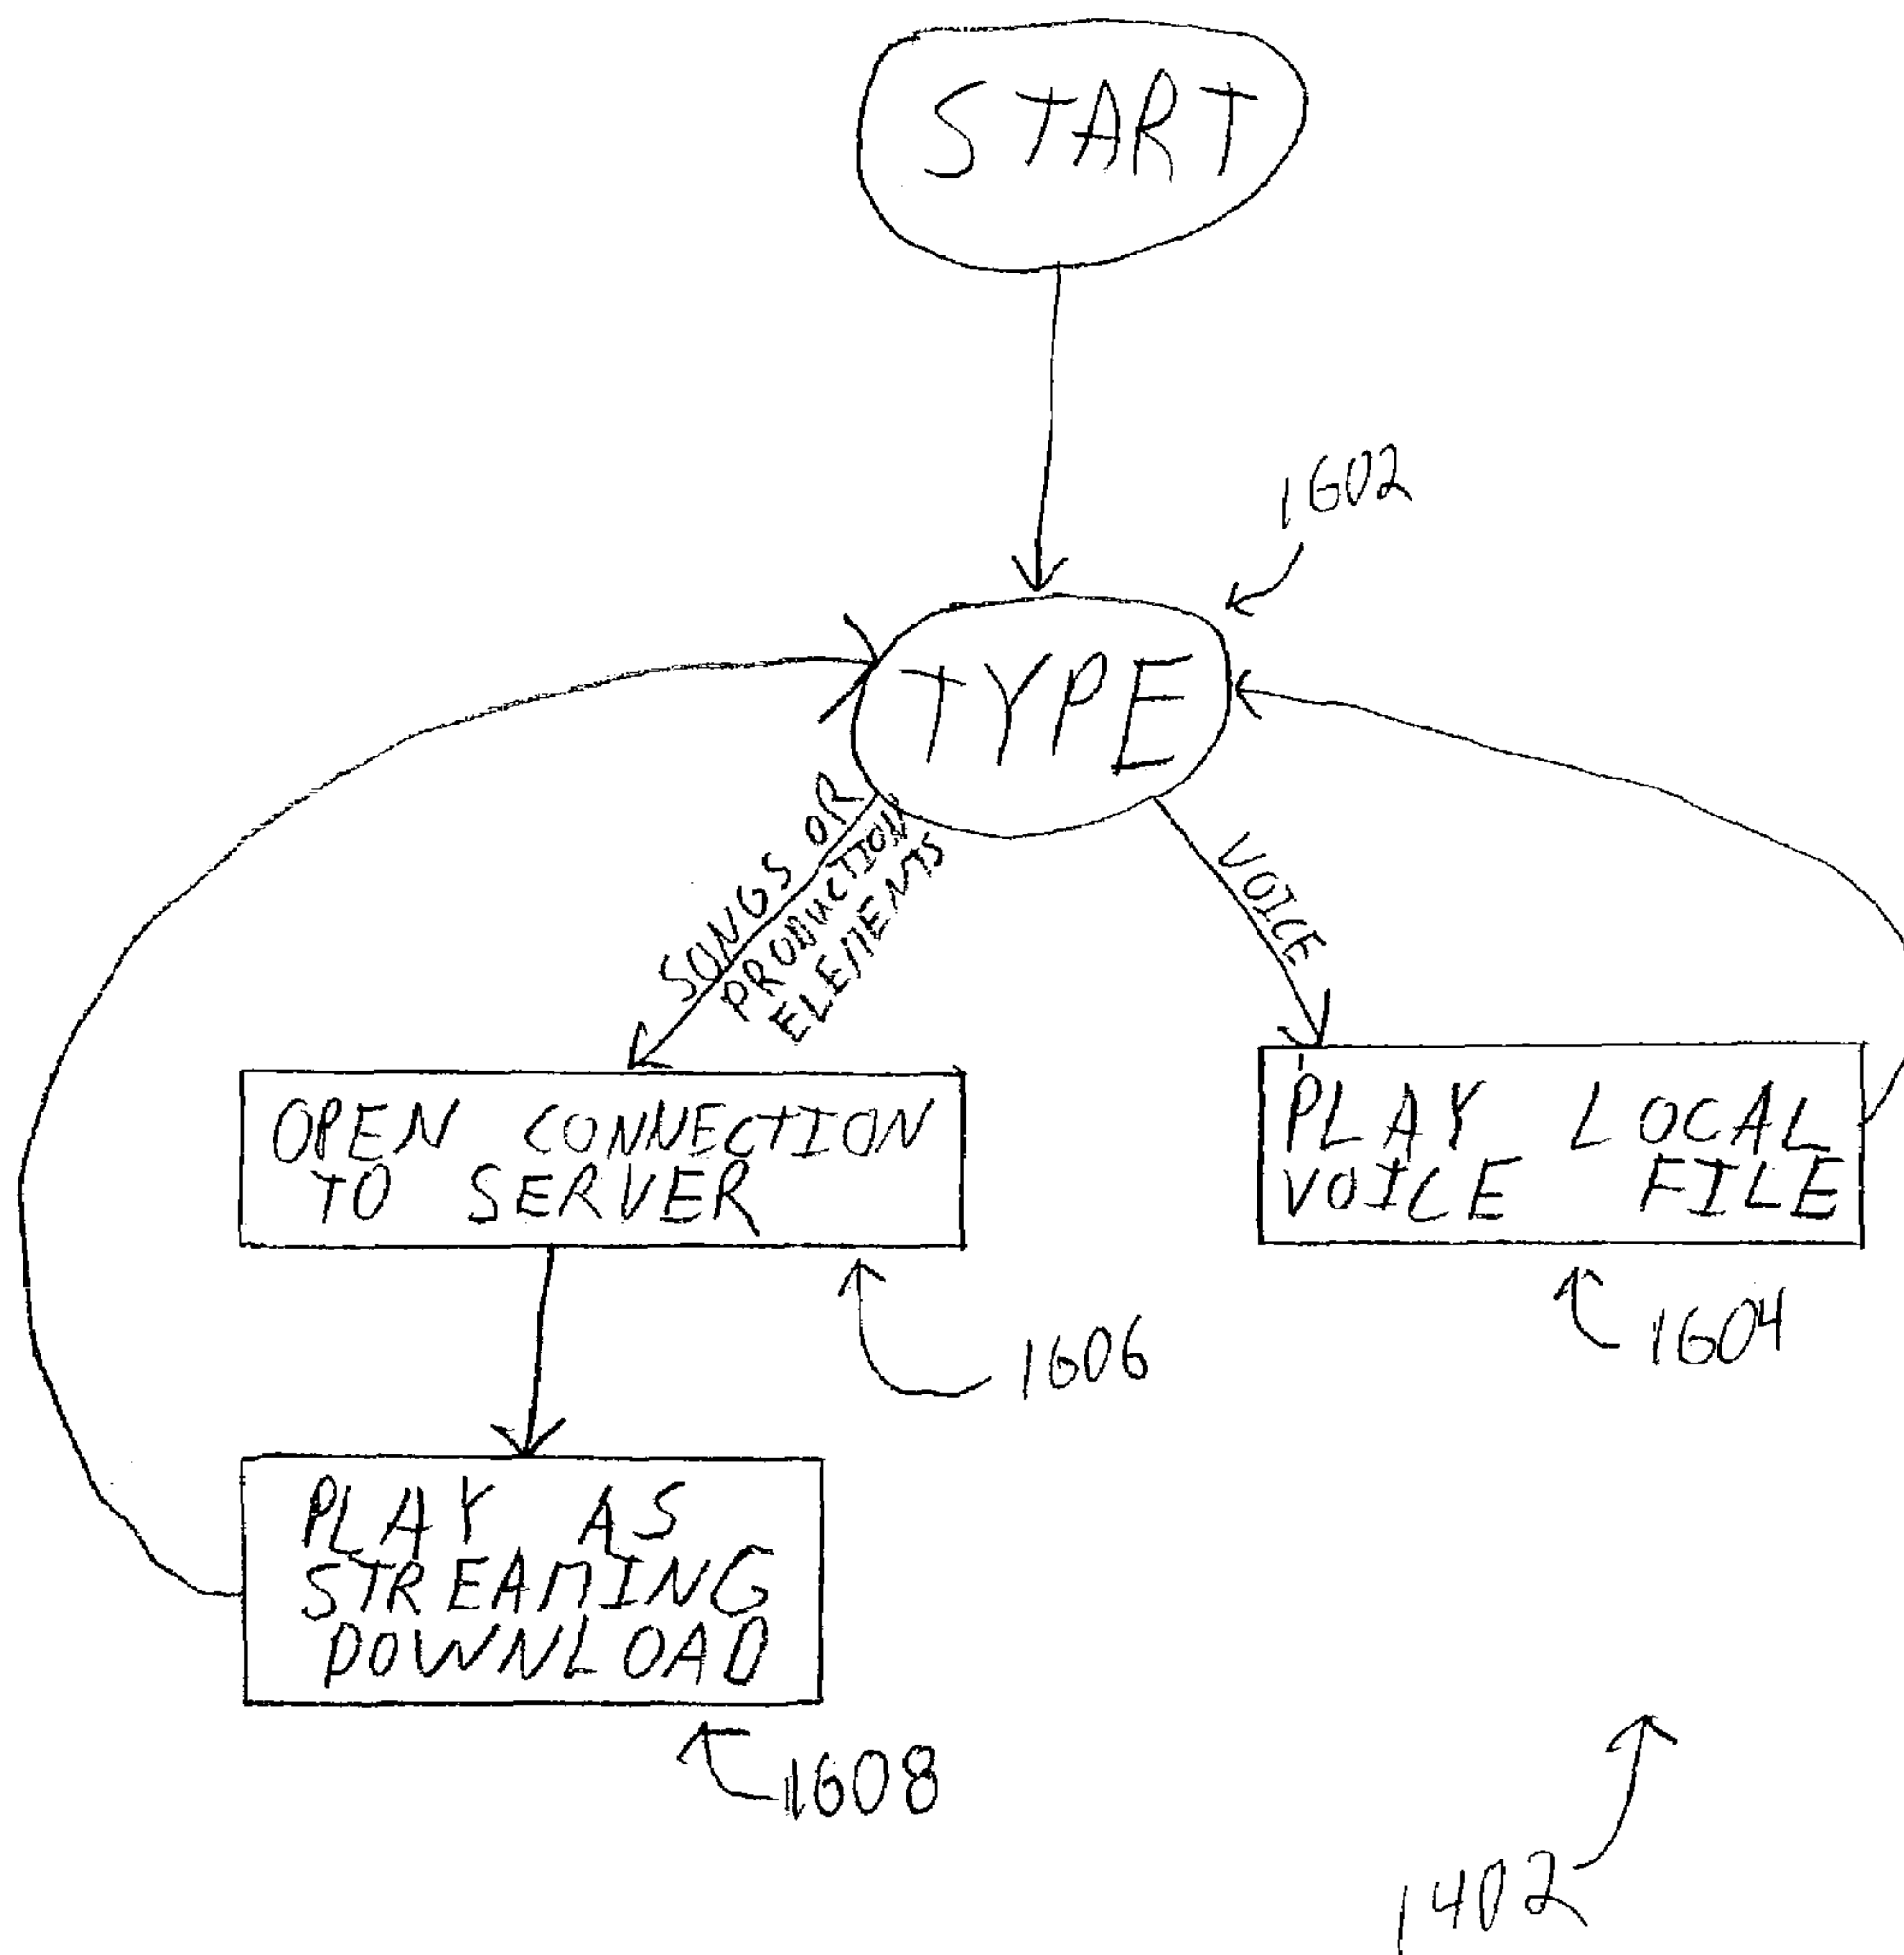 START
1602
TYPE
SONGS OR
PRODUCTION
ELEMENTS
VOICE
OPEN CONNECTION
TO SERVER
PLAY LOCAL
VOICE FILE
1606
1604
PLAY AS
STREAMING
DOWNLOAD
1608
1402